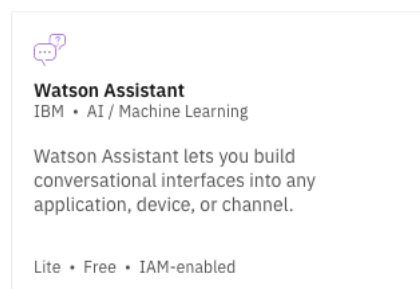 Watson Assistant
IBM • AI / Machine Learning
Watson Assistant lets you build
conversational interfaces into any
application, device, or channel.
Lite • Free • IAM-enabled